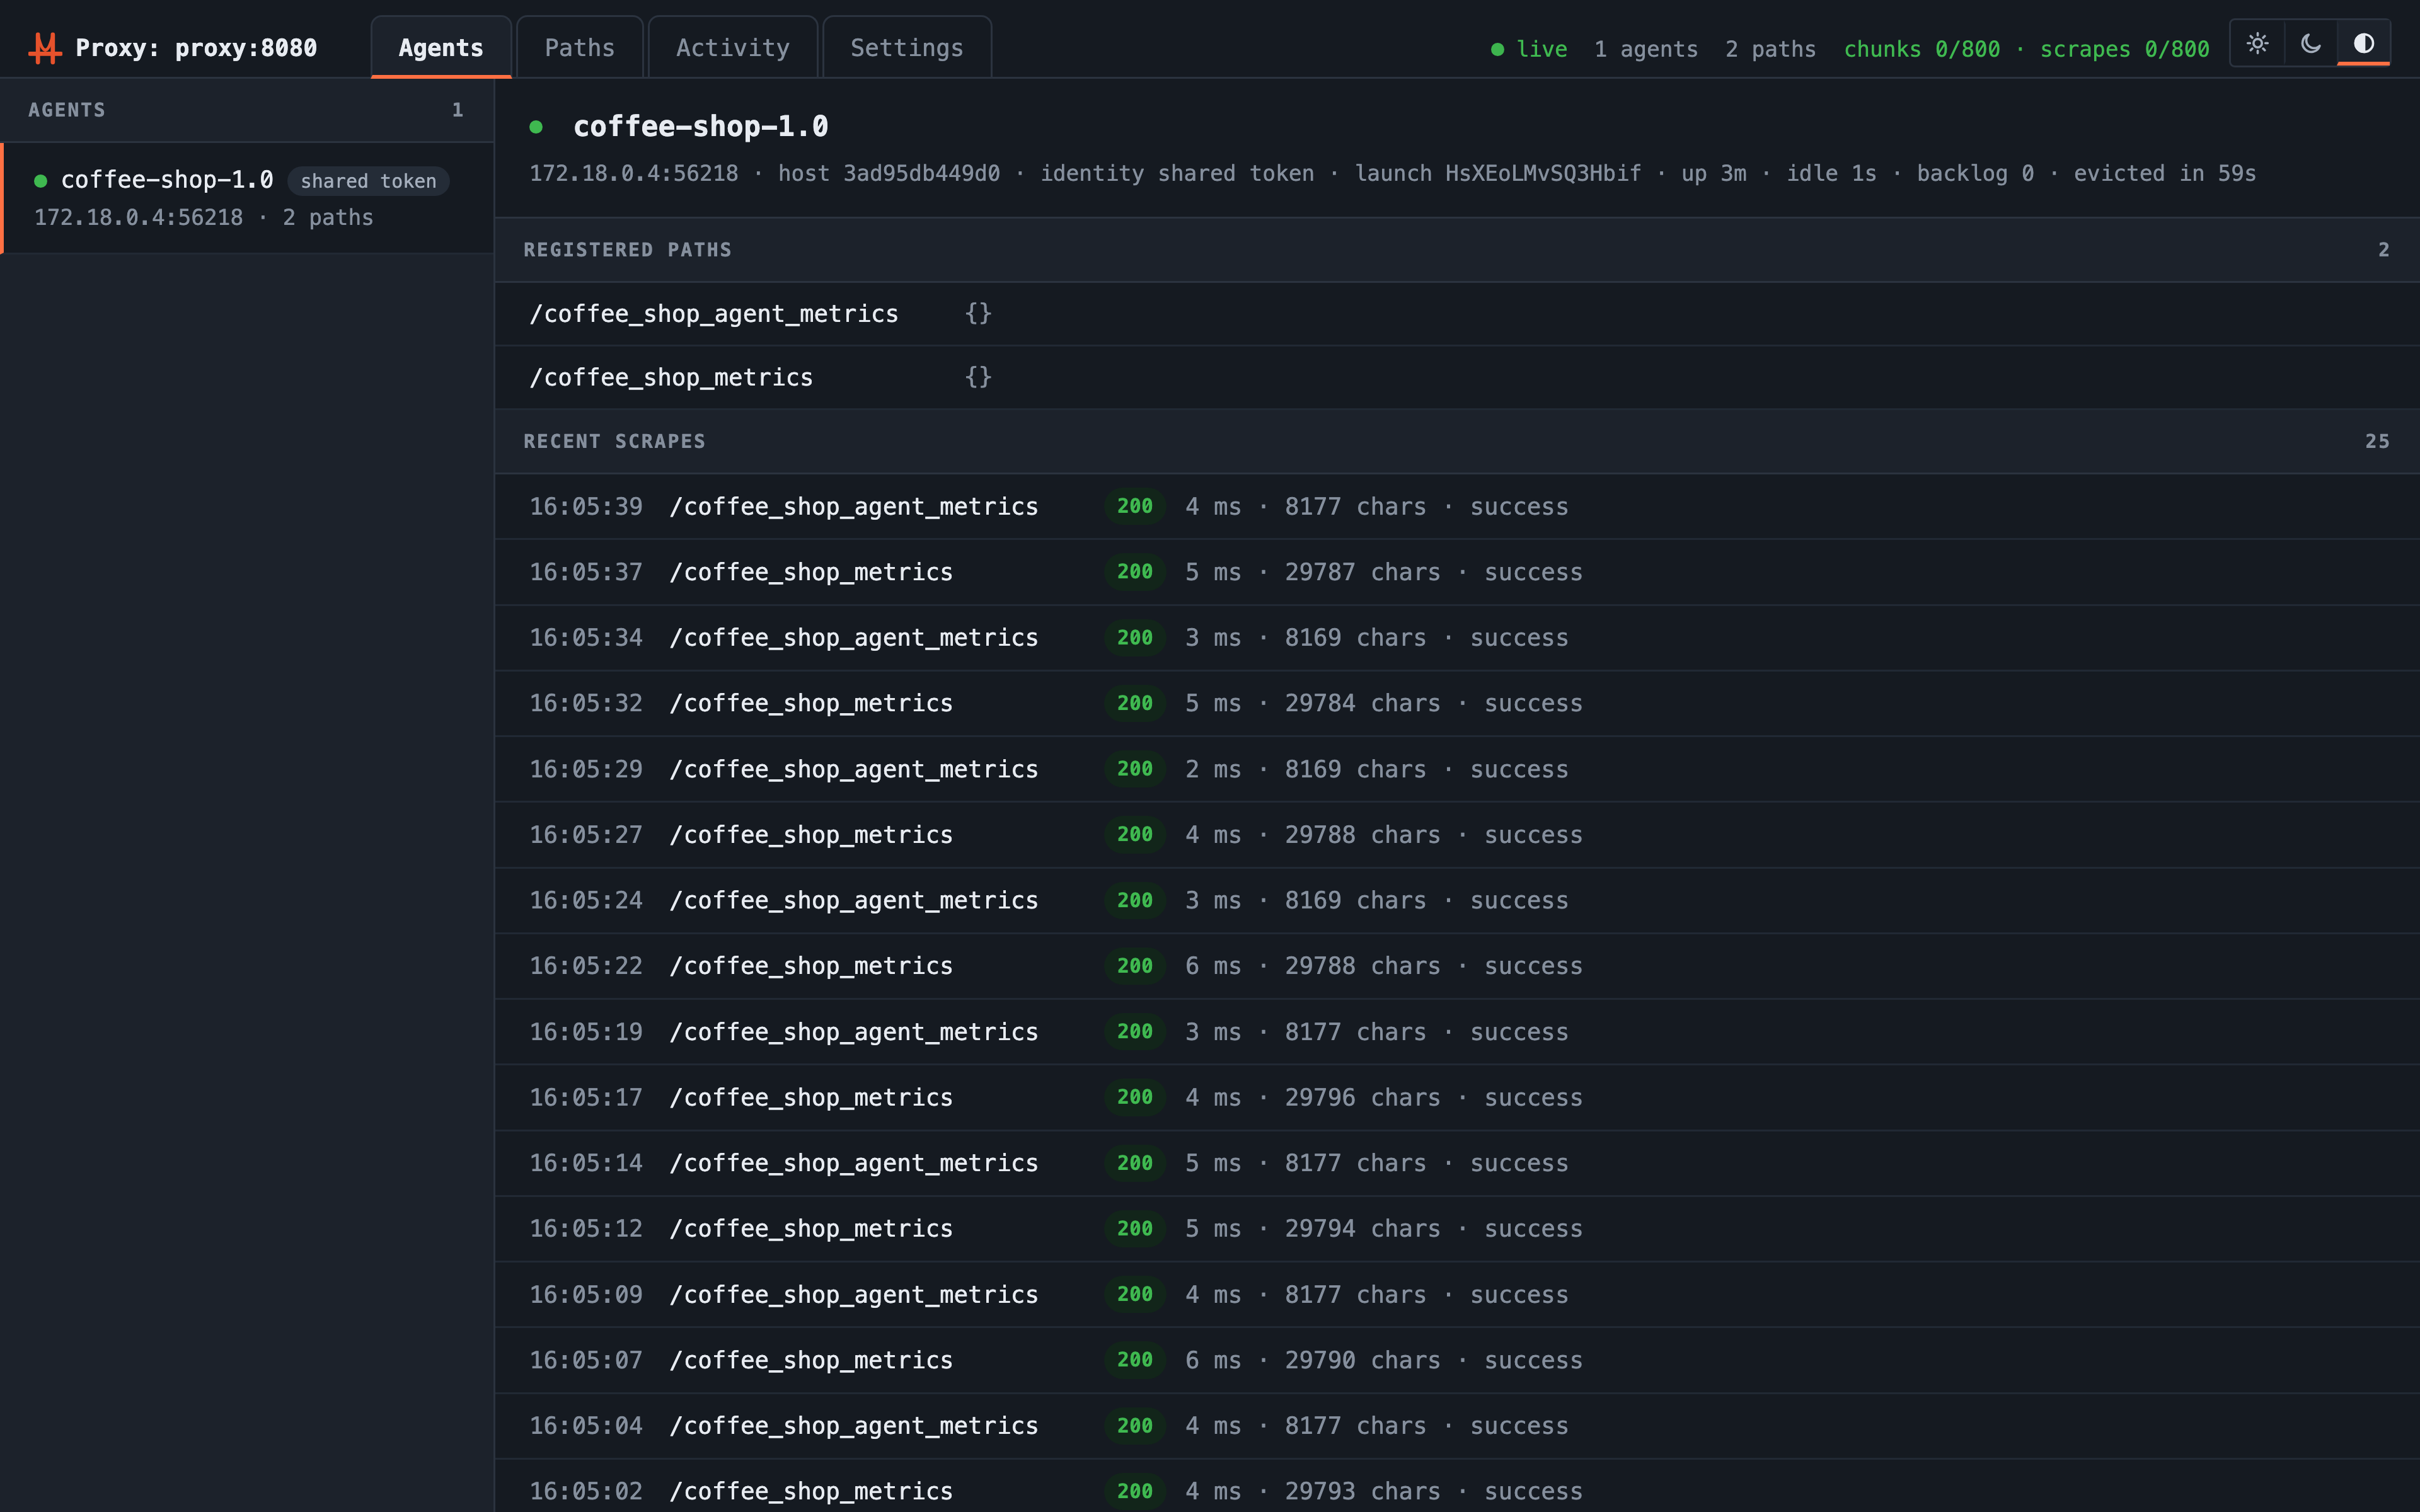 Proxy: proxy:8080 Agents Paths Activity Settings live 1 agents 2 paths chunks 0/800 · scrapes 0/800
AGENTS 1
coffee-shop-1.0 shared token
172.18.0.4:56218 · 2 paths
coffee-shop-1.0
172.18.0.4:56218 · host 3ad95db449d0 · identity shared token · launch HsXEoLMvSQ3Hbif · up 3m · idle 1s · backlog 0 · evicted in 59s
REGISTERED PATHS 2
/coffee_shop_agent_metrics {}
/coffee_shop_metrics {}
RECENT SCRAPES 25
16:05:39 /coffee_shop_agent_metrics 200 4 ms · 8177 chars · success
16:05:37 /coffee_shop_metrics 200 5 ms · 29787 chars · success
16:05:34 /coffee_shop_agent_metrics 200 3 ms · 8169 chars · success
16:05:32 /coffee_shop_metrics 200 5 ms · 29784 chars · success
16:05:29 /coffee_shop_agent_metrics 200 2 ms · 8169 chars · success
16:05:27 /coffee_shop_metrics 200 4 ms · 29788 chars · success
16:05:24 /coffee_shop_agent_metrics 200 3 ms · 8169 chars · success
16:05:22 /coffee_shop_metrics 200 6 ms · 29788 chars · success
16:05:19 /coffee_shop_agent_metrics 200 3 ms · 8177 chars · success
16:05:17 /coffee_shop_metrics 200 4 ms · 29796 chars · success
16:05:14 /coffee_shop_agent_metrics 200 5 ms · 8177 chars · success
16:05:12 /coffee_shop_metrics 200 5 ms · 29794 chars · success
16:05:09 /coffee_shop_agent_metrics 200 4 ms · 8177 chars · success
16:05:07 /coffee_shop_metrics 200 6 ms · 29790 chars · success
16:05:04 /coffee_shop_agent_metrics 200 4 ms · 8177 chars · success
16:05:02 /coffee_shop_metrics 200 4 ms · 29793 chars · success